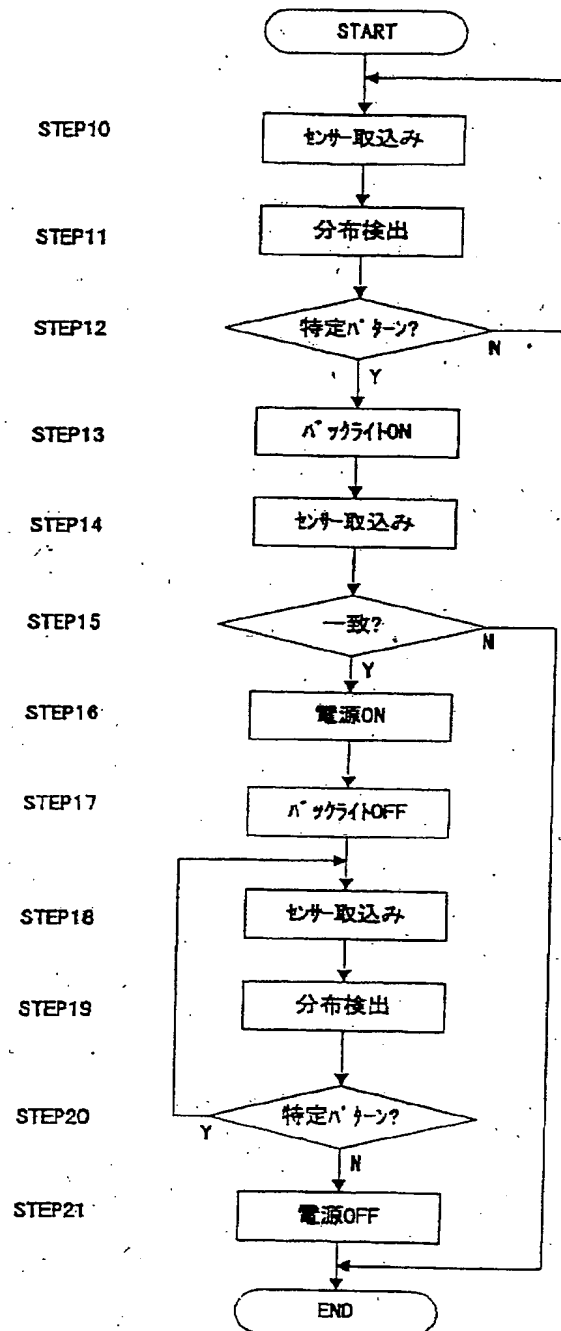 START
STEP10
センサー取込み
STEP11
分布検出
STEP12
特定パターン?
N
Y
STEP13
バックライトON
STEP14
センサー取込み
STEP15
一致?
N
Y
STEP16
電源ON
STEP17
バックライトOFF
STEP18
センサー取込み
STEP19
分布検出
STEP20
特定パターン?
Y
N
STEP21
電源OFF
END